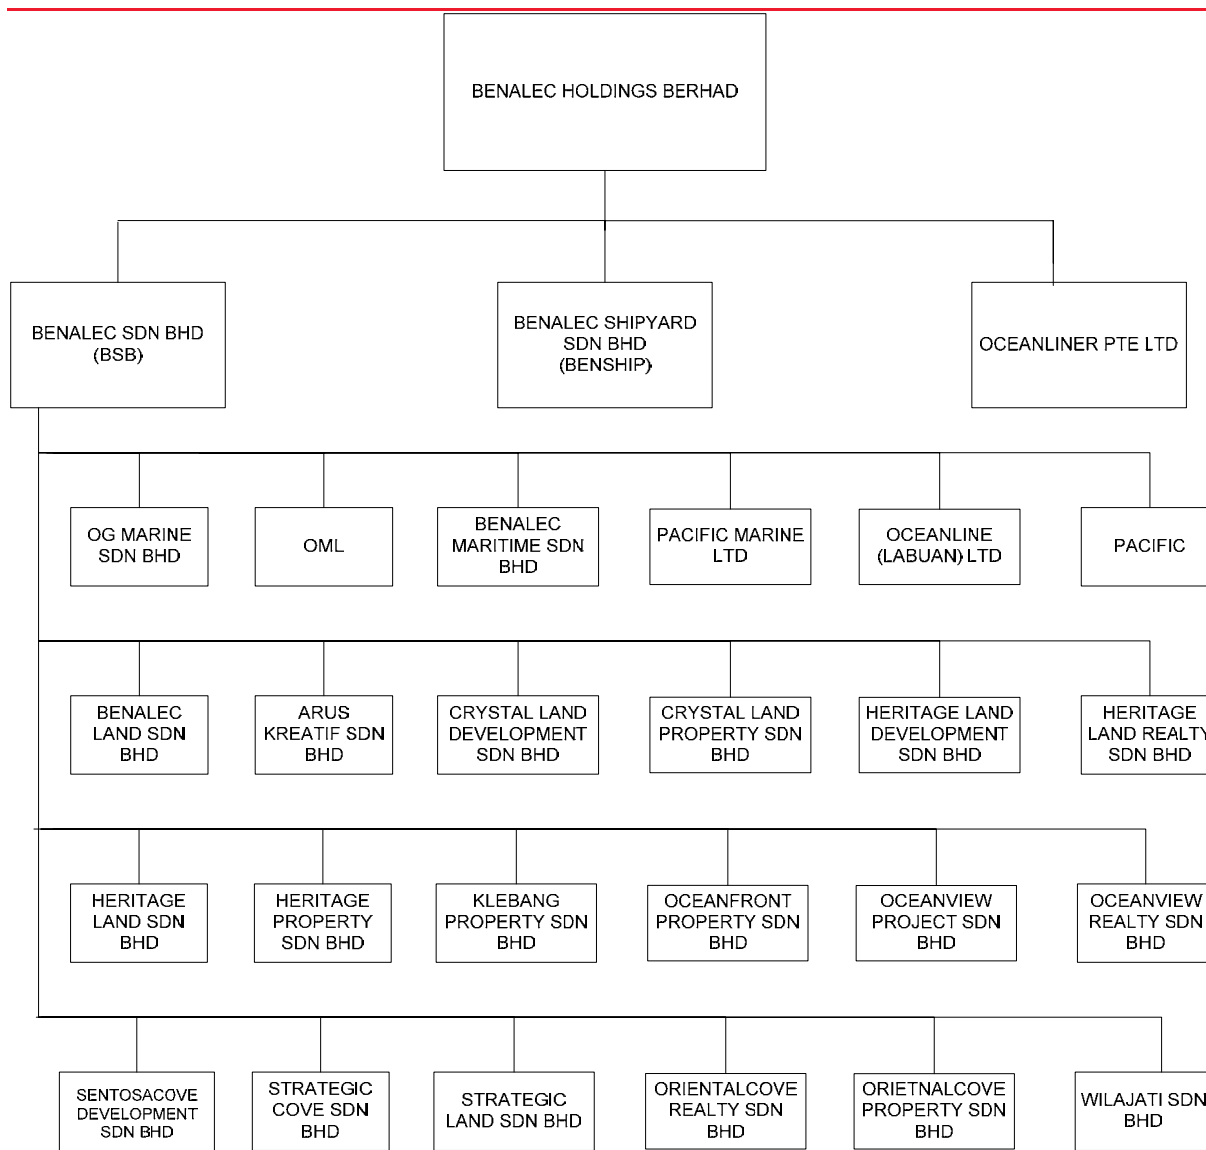 BENALEC HOLDINGS BERHAD
BENALEC SDN BHD
(BSB)
BENALEC SHIPYARD
SDN BHD
(BENSHIP)
OCEANLINER PTE LTD
OG MARINE
SDN BHD
OML
BENALEC
MARITIME SDN
BHD
PACIFIC MARINE
LTD
OCEANLINE
(LABUAN) LTD
PACIFIC
BENALEC
LAND SDN
BHD
ARUS
KREATIF SDN
BHD
CRYSTAL LAND
DEVELOPMENT
SDN BHD
CRYSTAL LAND
PROPERTY SDN
BHD
HERITAGE LAND
DEVELOPMENT
SDN BHD
HERITAGE
LAND REALTY
SDN BHD
HERITAGE
LAND SDN
BHD
HERITAGE
PROPERTY
SDN BHD
KLEBANG
PROPERTY SDN
BHD
OCEANFRONT
PROPERTY SDN
BHD
OCEANVIEW
PROJECT SDN
BHD
OCEANVIEW
REALTY SDN
BHD
SENTOSACOVE
DEVELOPMENT
SDN BHD
STRATEGIC
COVE SDN
BHD
STRATEGIC
LAND SDN BHD
ORIENTALCOVE
REALTY SDN
BHD
ORIETNALCOVE
PROPERTY SDN
BHD
WILAJATI SDN
BHD